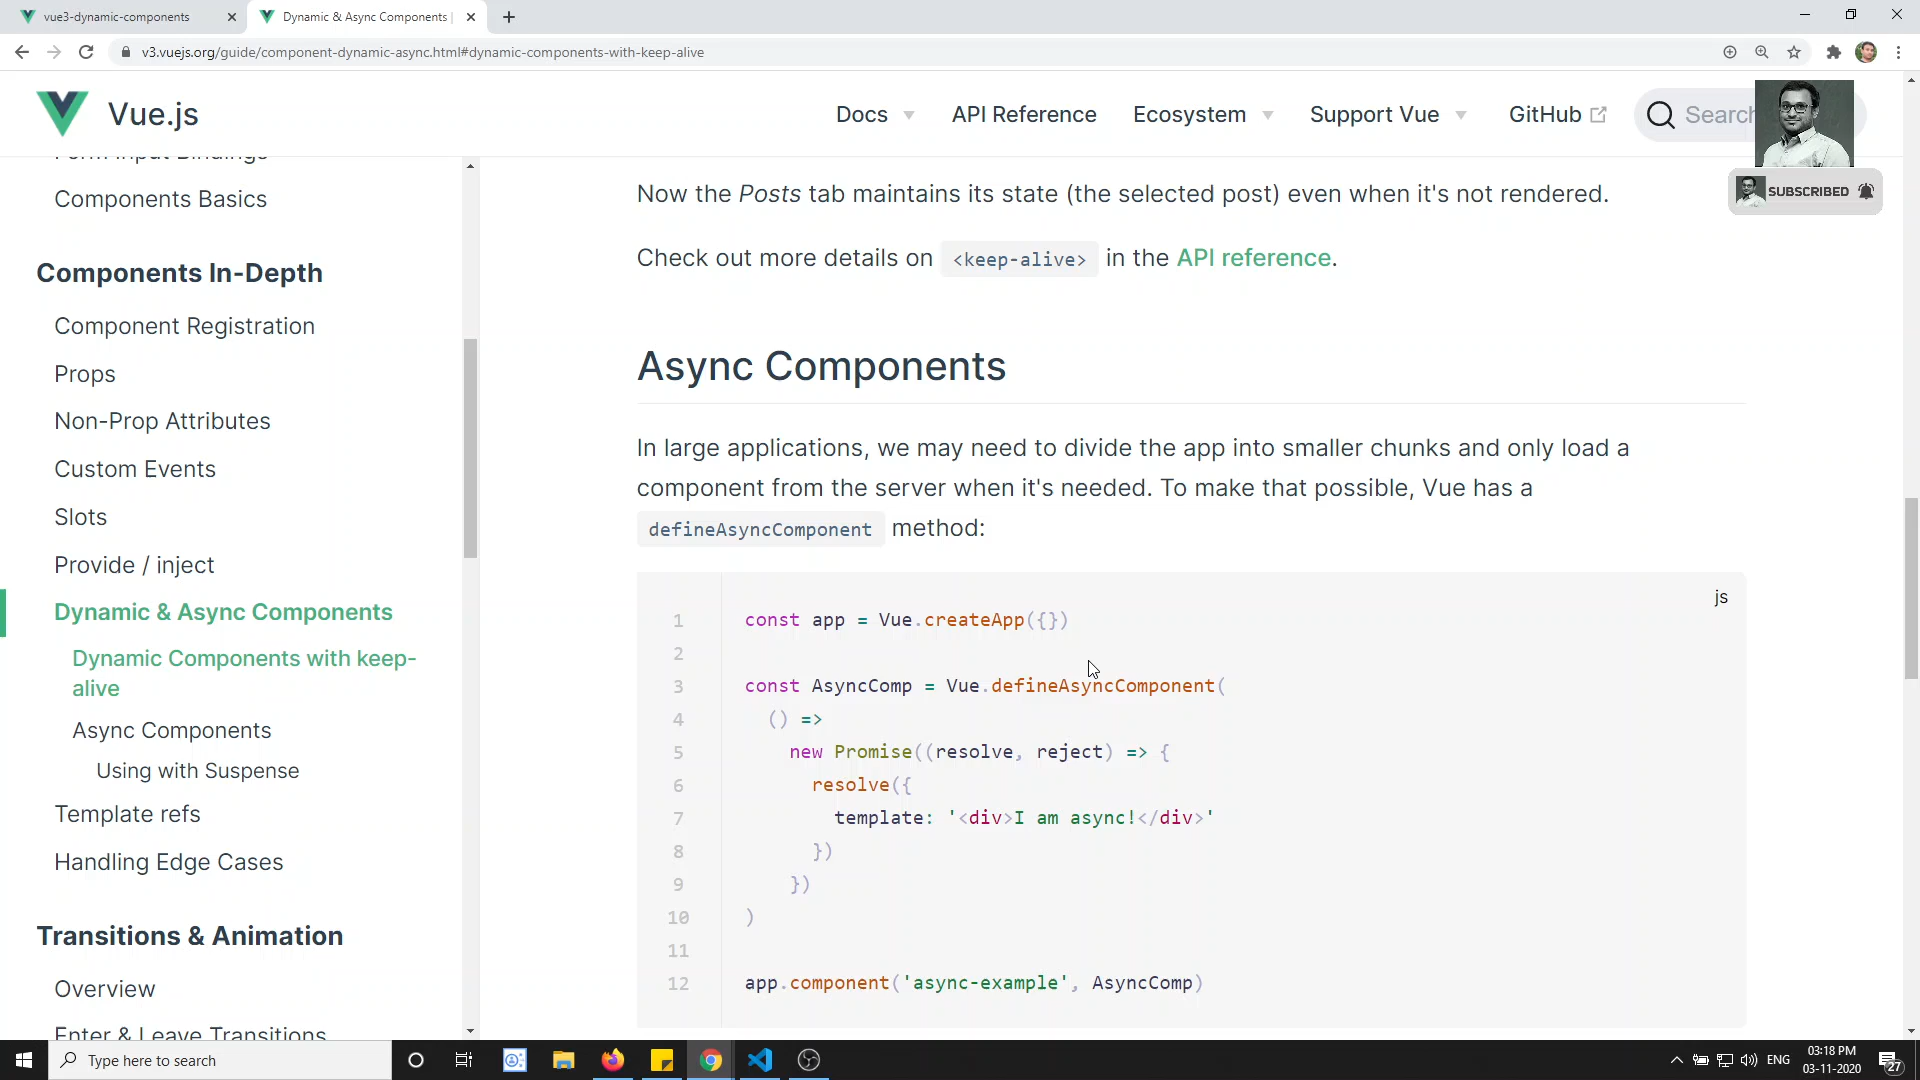 vue3-dynamic-components
Dynamic & Async Components |
v3.vuejs.org/guide/component-dynamic-async.html#dynamic-components-with-keep-alive
Vue.js
Docs
API Reference
Ecosystem
Support Vue
GitHub
Search
SUBSCRIBED
Form Input Bindings
Components Basics
Components In-Depth
Component Registration
Props
Non-Prop Attributes
Custom Events
Slots
Provide / inject
Dynamic & Async Components
Dynamic Components with keep-
alive
Async Components
Using with Suspense
Template refs
Handling Edge Cases
Transitions & Animation
Overview
Enter & Leave Transitions
Now the Posts tab maintains its state (the selected post) even when it's not rendered.
Check out more details on <keep-alive> in the API reference.
Async Components
In large applications, we may need to divide the app into smaller chunks and only load a
component from the server when it's needed. To make that possible, Vue has a
defineAsyncComponent method:
js
1 const app = Vue.createApp({})
2
3 const AsyncComp = Vue.defineAsyncComponent(
4 () =>
5 new Promise((resolve, reject) => {
6 resolve({
7 template: '<div>I am async!</div>'
8 })
9 })
10 )
11
12 app.component('async-example', AsyncComp)
Type here to search
ENG
03:18 PM
03-11-2020
27